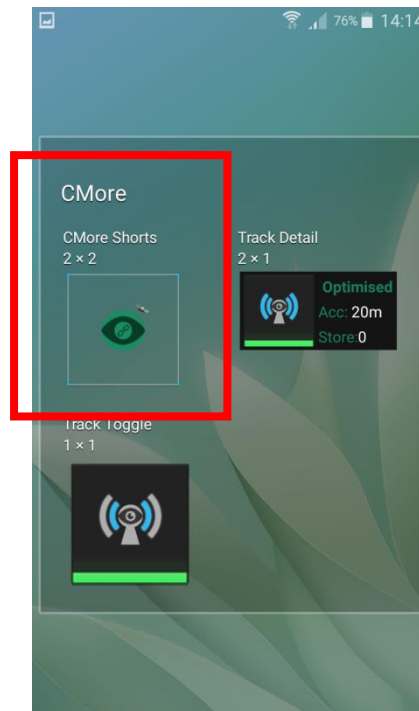 76% 14:14
CMore
CMore Shorts
2 × 2
Track Detail
2 × 1
Optimised
Acc: 20m
Store:0
Track Toggle
1 × 1